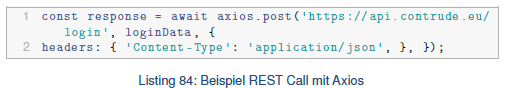 1 const response = await axios.post('https://api.contrude.eu/
login', loginData, {
2 headers: { 'Content-Type': 'application/json', }, });
Listing 84: Beispiel REST Call mit Axios